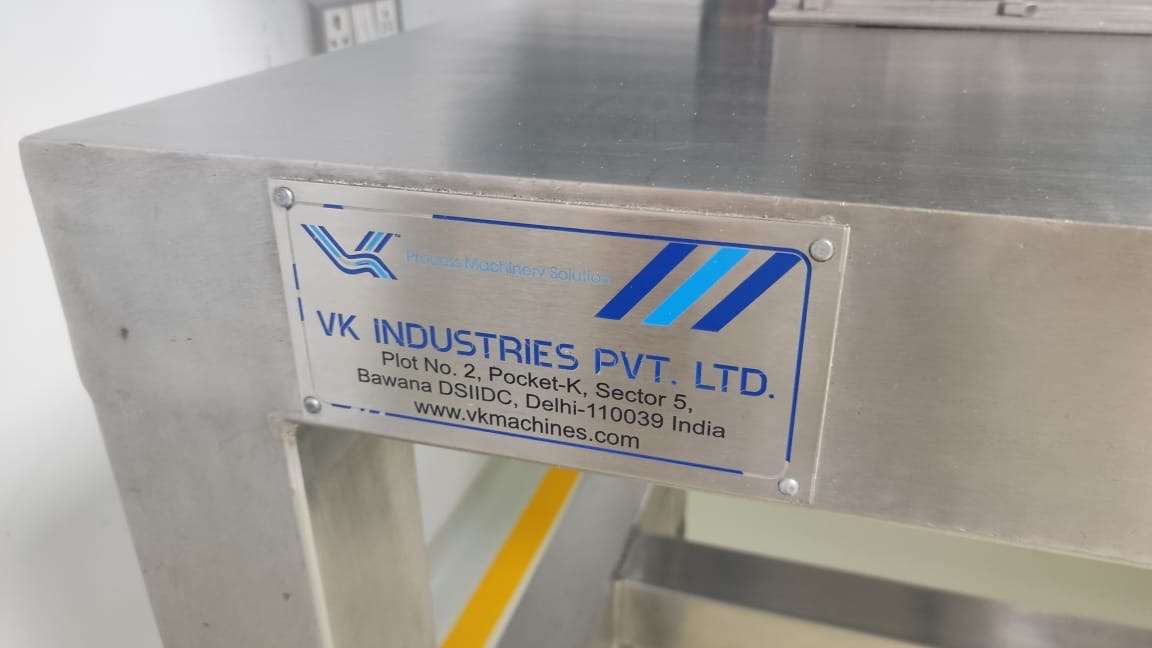 VK™ Process Machinery Solution
VK INDUSTRIES PVT. LTD.
Plot No. 2, Pocket-K, Sector 5,
Bawana DSIIDC, Delhi-110039 India
www.vkmachines.com